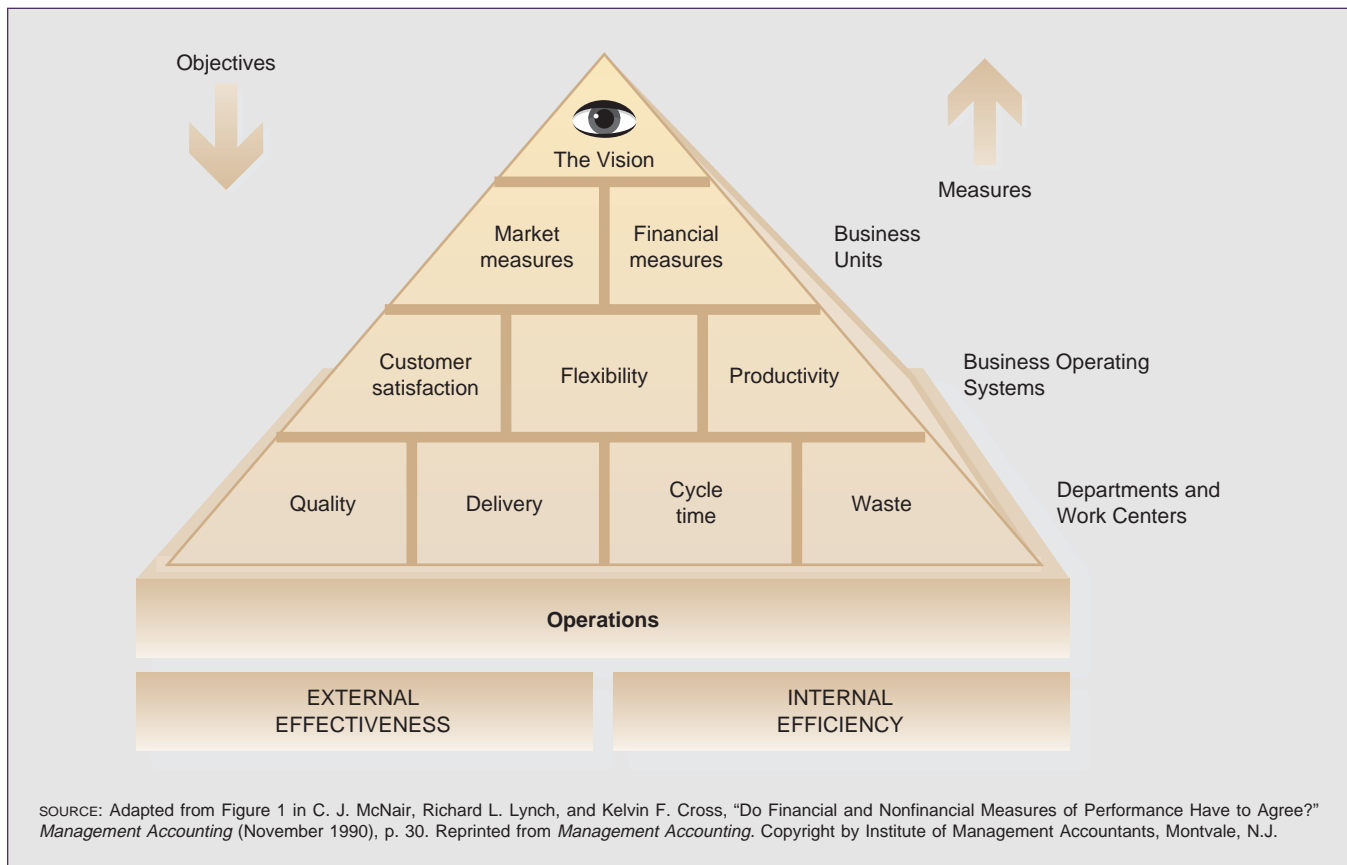 Objectives
The Vision
Measures
Market
measures
Financial
measures
Business
Units
Customer
satisfaction
Flexibility
Productivity
Business Operating
Systems
Quality
Delivery
Cycle
time
Waste
Departments and
Work Centers
Operations
EXTERNAL
EFFECTIVENESS
INTERNAL
EFFICIENCY
SOURCE: Adapted from Figure 1 in C. J. McNair, Richard L. Lynch, and Kelvin F. Cross, “Do Financial and Nonfinancial Measures of Performance Have to Agree?”
Management Accounting (November 1990), p. 30. Reprinted from Management Accounting. Copyright by Institute of Management Accountants, Montvale, N.J.